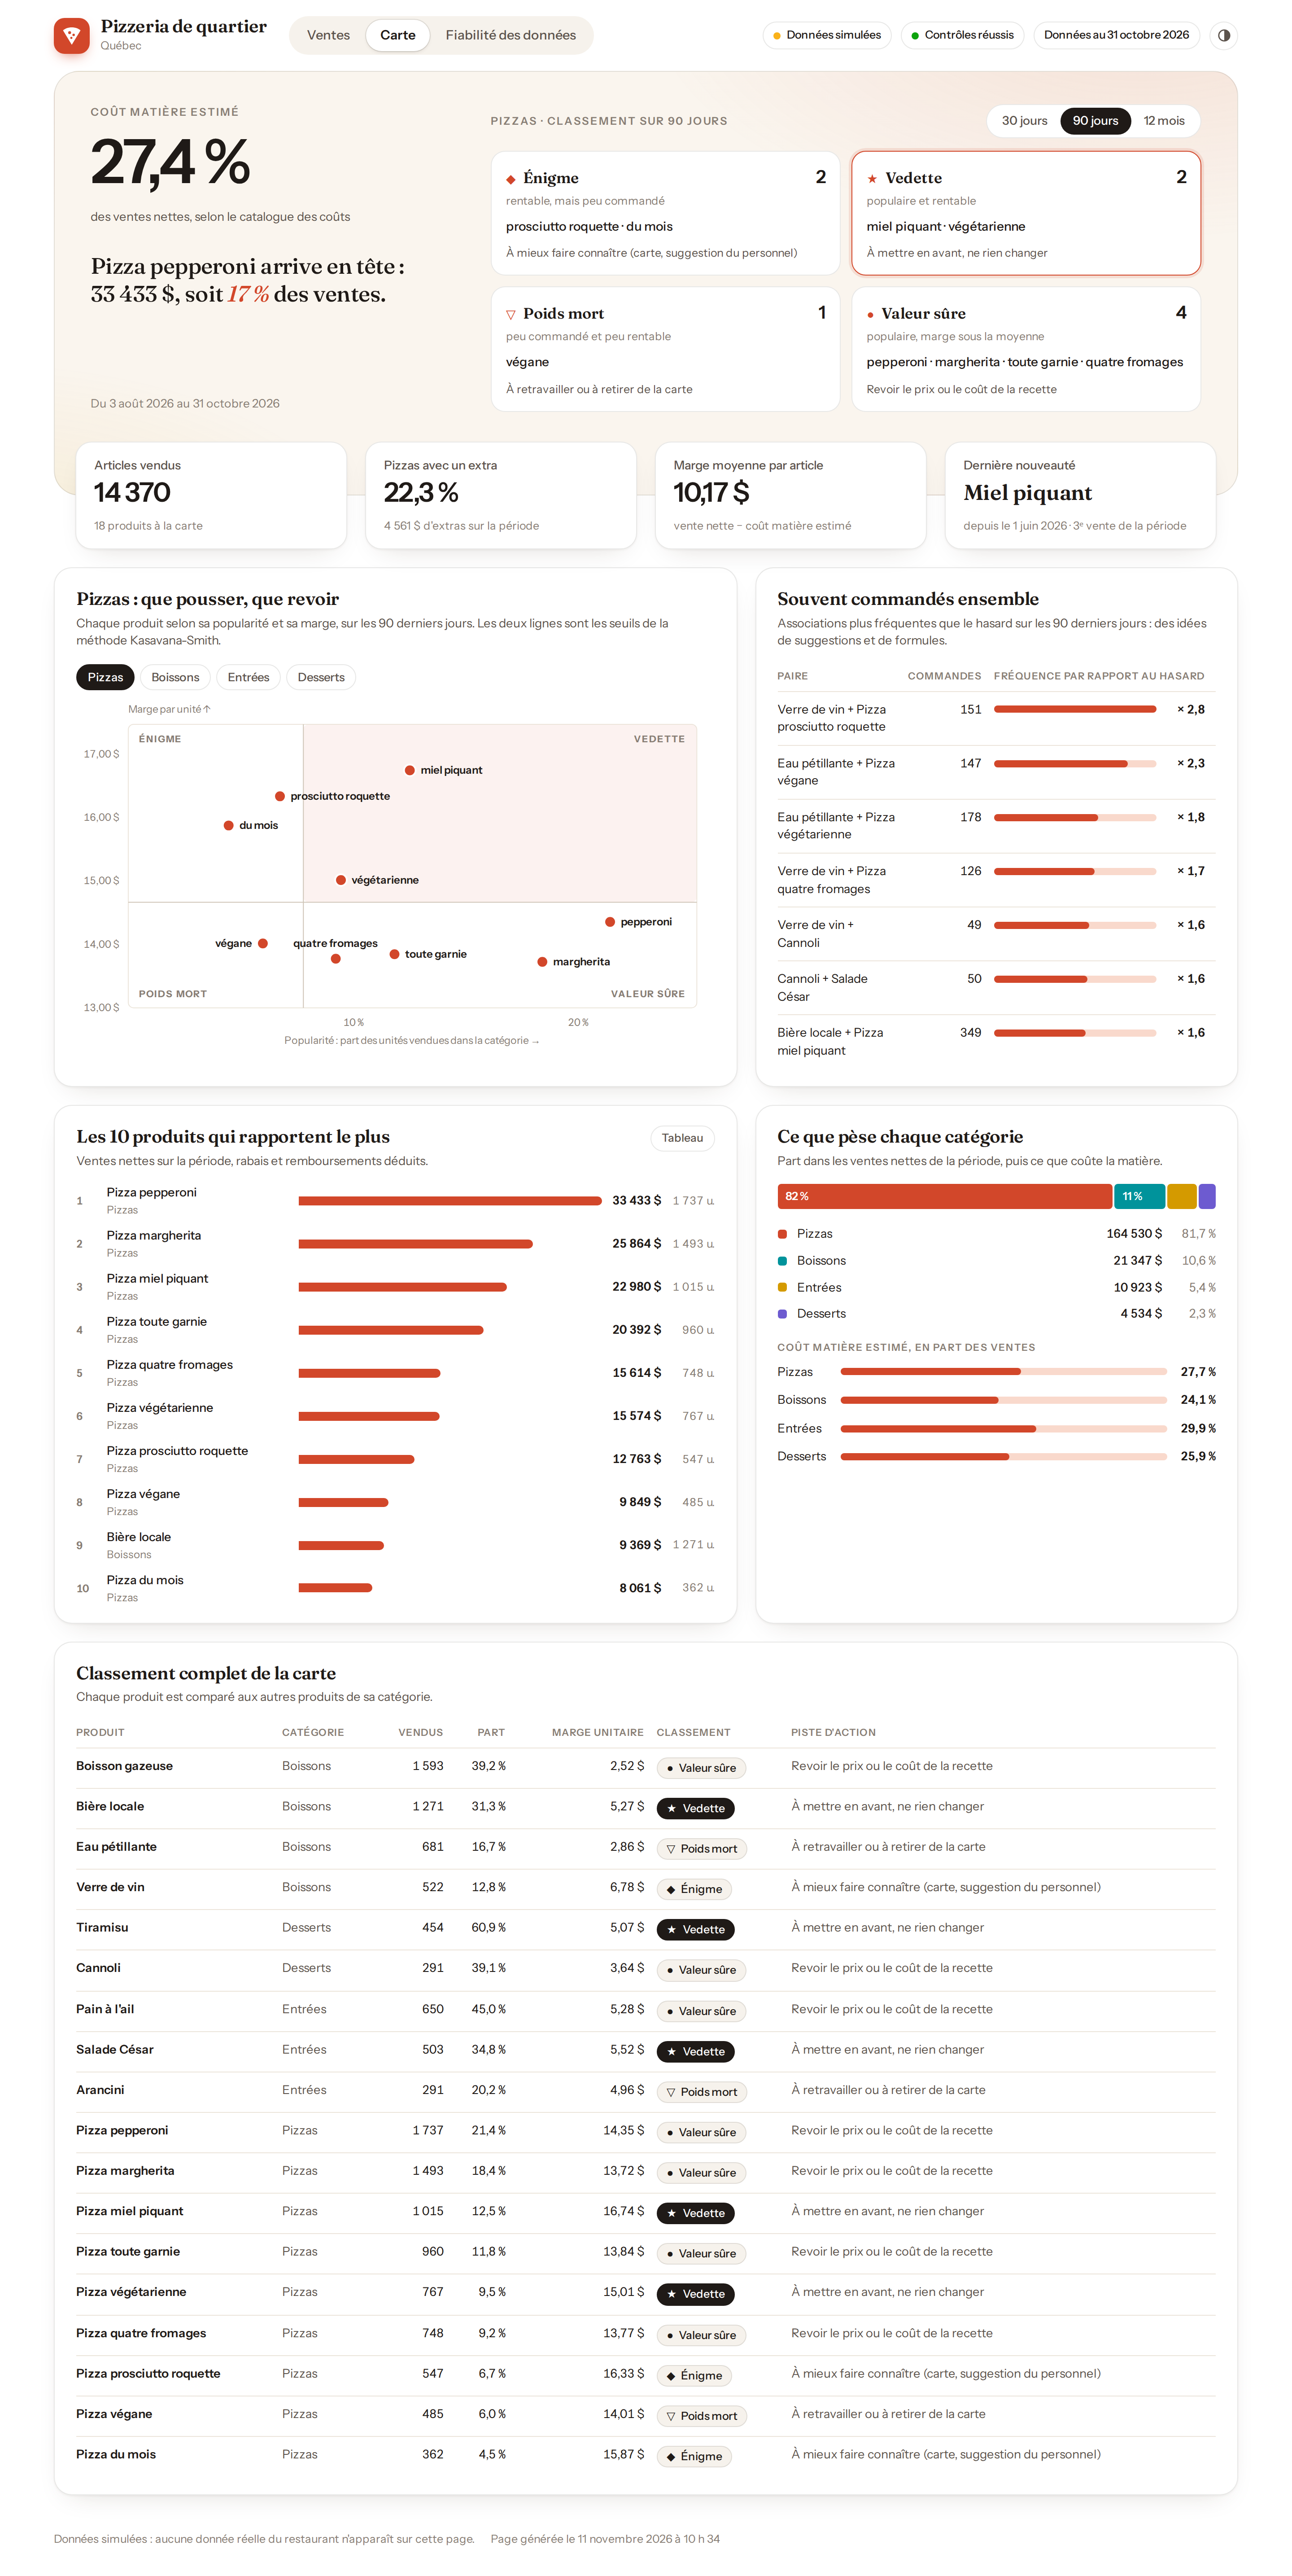 Pizzeria de quartier
Québec
Ventes
Carte
Fiabilité des données
Données simulées
Contrôles réussis
Données au 31 octobre 2026
COÛT MATIÈRE ESTIMÉ
27,4 %
des ventes nettes, selon le catalogue des coûts
Pizza pepperoni arrive en tête :
33 433 $, soit 17 % des ventes.
Du 3 août 2026 au 31 octobre 2026
PIZZAS · CLASSEMENT SUR 90 JOURS
30 jours
90 jours
12 mois
◆ Énigme 2
rentable, mais peu commandé
prosciutto roquette · du mois
À mieux faire connaître (carte, suggestion du personnel)
★ Vedette 2
populaire et rentable
miel piquant · végétarienne
À mettre en avant, ne rien changer
▽ Poids mort 1
peu commandé et peu rentable
végane
À retravailler ou à retirer de la carte
● Valeur sûre 4
populaire, marge sous la moyenne
pepperoni · margherita · toute garnie · quatre fromages
Revoir le prix ou le coût de la recette
Articles vendus
14 370
18 produits à la carte
Pizzas avec un extra
22,3 %
4 561 $ d'extras sur la période
Marge moyenne par article
10,17 $
vente nette − coût matière estimé
Dernière nouveauté
Miel piquant
depuis le 1 juin 2026 · 3ᵉ vente de la période
Pizzas : que pousser, que revoir
Chaque produit selon sa popularité et sa marge, sur les 90 derniers jours. Les deux lignes sont les seuils de la
méthode Kasavana-Smith.
Pizzas
Boissons
Entrées
Desserts
Marge par unité ↑
ÉNIGME
VEDETTE
17,00 $
miel piquant
prosciutto roquette
16,00 $
du mois
15,00 $
végétarienne
pepperoni
14,00 $
végane
quatre fromages
toute garnie
margherita
POIDS MORT
VALEUR SÛRE
13,00 $
10 %
20 %
Popularité : part des unités vendues dans la catégorie →
Souvent commandés ensemble
Associations plus fréquentes que le hasard sur les 90 derniers jours : des idées
de suggestions et de formules.
PAIRE COMMANDES FRÉQUENCE PAR RAPPORT AU HASARD
Verre de vin + Pizza 151 × 2,8
prosciutto roquette
Eau pétillante + Pizza 147 × 2,3
végane
Eau pétillante + Pizza 178 × 1,8
végétarienne
Verre de vin + Pizza 126 × 1,7
quatre fromages
Verre de vin + 49 × 1,6
Cannoli
Cannoli + Salade 50 × 1,6
César
Bière locale + Pizza 349 × 1,6
miel piquant
Les 10 produits qui rapportent le plus
Tableau
Ventes nettes sur la période, rabais et remboursements déduits.
1 Pizza pepperoni 33 433 $ 1 737 u.
Pizzas
2 Pizza margherita 25 864 $ 1 493 u.
Pizzas
3 Pizza miel piquant 22 980 $ 1 015 u.
Pizzas
4 Pizza toute garnie 20 392 $ 960 u.
Pizzas
5 Pizza quatre fromages 15 614 $ 748 u.
Pizzas
6 Pizza végétarienne 15 574 $ 767 u.
Pizzas
7 Pizza prosciutto roquette 12 763 $ 547 u.
Pizzas
8 Pizza végane 9 849 $ 485 u.
Pizzas
9 Bière locale 9 369 $ 1 271 u.
Boissons
10 Pizza du mois 8 061 $ 362 u.
Pizzas
Ce que pèse chaque catégorie
Part dans les ventes nettes de la période, puis ce que coûte la matière.
82 % 11 %
Pizzas 164 530 $ 81,7 %
Boissons 21 347 $ 10,6 %
Entrées 10 923 $ 5,4 %
Desserts 4 534 $ 2,3 %
COÛT MATIÈRE ESTIMÉ, EN PART DES VENTES
Pizzas 27,7 %
Boissons 24,1 %
Entrées 29,9 %
Desserts 25,9 %
Classement complet de la carte
Chaque produit est comparé aux autres produits de sa catégorie.
PRODUIT CATÉGORIE VENDUS PART MARGE UNITAIRE CLASSEMENT PISTE D'ACTION
Boisson gazeuse Boissons 1 593 39,2 % 2,52 $ ● Valeur sûre Revoir le prix ou le coût de la recette
Bière locale Boissons 1 271 31,3 % 5,27 $ ★ Vedette À mettre en avant, ne rien changer
Eau pétillante Boissons 681 16,7 % 2,86 $ ▽ Poids mort À retravailler ou à retirer de la carte
Verre de vin Boissons 522 12,8 % 6,78 $ ◆ Énigme À mieux faire connaître (carte, suggestion du personnel)
Tiramisu Desserts 454 60,9 % 5,07 $ ★ Vedette À mettre en avant, ne rien changer
Cannoli Desserts 291 39,1 % 3,64 $ ● Valeur sûre Revoir le prix ou le coût de la recette
Pain à l'ail Entrées 650 45,0 % 5,28 $ ● Valeur sûre Revoir le prix ou le coût de la recette
Salade César Entrées 503 34,8 % 5,52 $ ★ Vedette À mettre en avant, ne rien changer
Arancini Entrées 291 20,2 % 4,96 $ ▽ Poids mort À retravailler ou à retirer de la carte
Pizza pepperoni Pizzas 1 737 21,4 % 14,35 $ ● Valeur sûre Revoir le prix ou le coût de la recette
Pizza margherita Pizzas 1 493 18,4 % 13,72 $ ● Valeur sûre Revoir le prix ou le coût de la recette
Pizza miel piquant Pizzas 1 015 12,5 % 16,74 $ ★ Vedette À mettre en avant, ne rien changer
Pizza toute garnie Pizzas 960 11,8 % 13,84 $ ● Valeur sûre Revoir le prix ou le coût de la recette
Pizza végétarienne Pizzas 767 9,5 % 15,01 $ ★ Vedette À mettre en avant, ne rien changer
Pizza quatre fromages Pizzas 748 9,2 % 13,77 $ ● Valeur sûre Revoir le prix ou le coût de la recette
Pizza prosciutto roquette Pizzas 547 6,7 % 16,33 $ ◆ Énigme À mieux faire connaître (carte, suggestion du personnel)
Pizza végane Pizzas 485 6,0 % 14,01 $ ▽ Poids mort À retravailler ou à retirer de la carte
Pizza du mois Pizzas 362 4,5 % 15,87 $ ◆ Énigme À mieux faire connaître (carte, suggestion du personnel)
Données simulées : aucune donnée réelle du restaurant n'apparaît sur cette page. Page générée le 11 novembre 2026 à 10 h 34